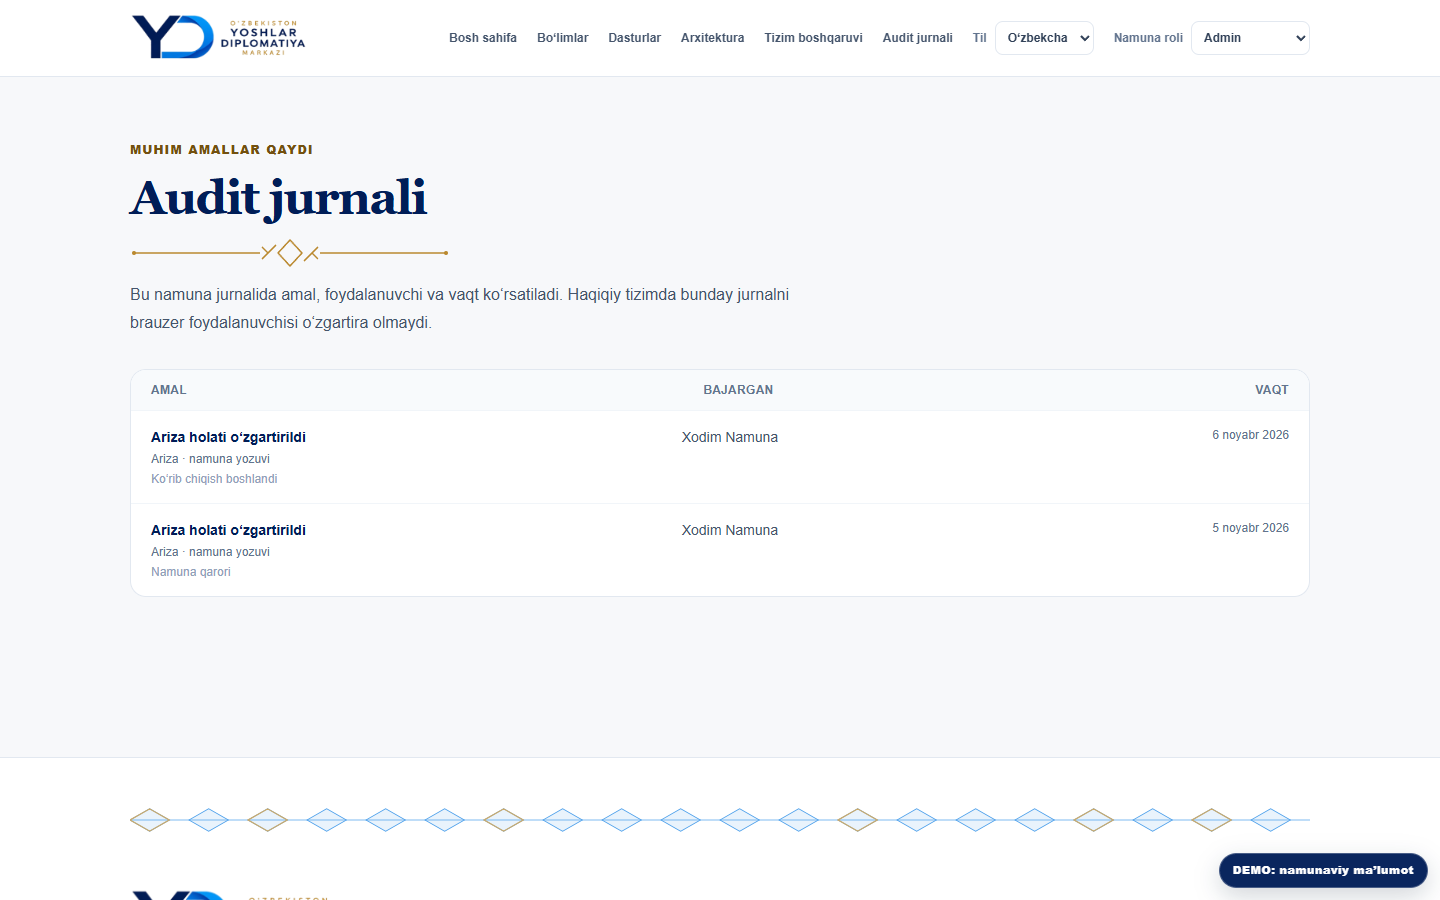 O‘ZBEKISTON
YOSHLAR
DIPLOMATIYA
MARKAZI
Bosh sahifa Bo‘limlar Dasturlar Arxitektura Tizim boshqaruvi Audit jurnali Til O‘zbekcha Namuna roli Admin
MUHIM AMALLAR QAYDI
Audit jurnali
Bu namuna jurnalida amal, foydalanuvchi va vaqt ko‘rsatiladi. Haqiqiy tizimda bunday jurnalni
brauzer foydalanuvchisi o‘zgartira olmaydi.
AMAL BAJARGAN VAQT
Ariza holati o‘zgartirildi Xodim Namuna 6 noyabr 2026
Ariza · namuna yozuvi
Ko‘rib chiqish boshlandi
Ariza holati o‘zgartirildi Xodim Namuna 5 noyabr 2026
Ariza · namuna yozuvi
Namuna qarori
DEMO: namunaviy ma’lumot
O‘ZBEKISTON